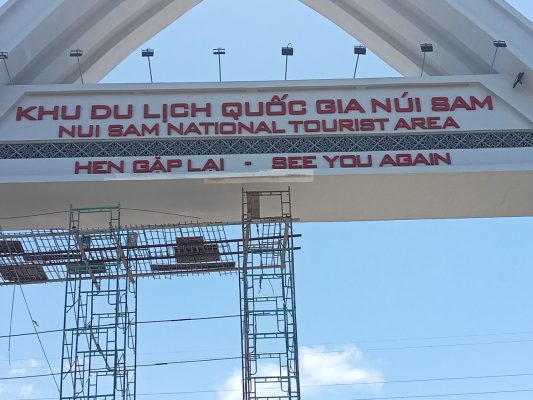 KHU DU LỊCH QUỐC GIA NÚI SAM
NUI SAM NATIONAL TOURIST AREA
HẸN GẶP LẠI - SEE YOU AGAIN